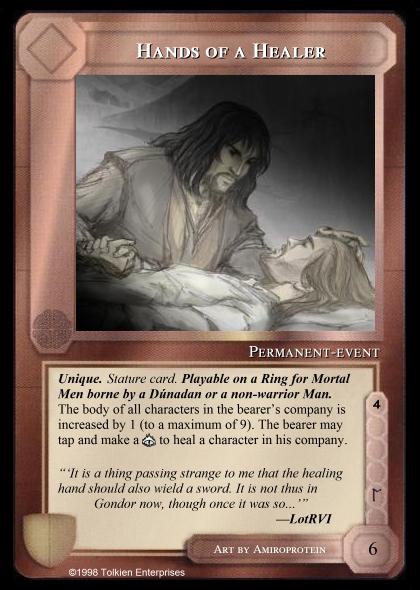 HANDS OF A HEALER
PERMANENT-EVENT
Unique. Stature card. Playable on a Ring for Mortal
Men borne by a Dúnadan or a non-warrior Man.
The body of all characters in the bearer's company is
increased by 1 (to a maximum of 9). The bearer may
tap and make a to heal a character in his company.
“‘It is a thing passing strange to me that the healing
hand should also wield a sword. It is not thus in
Gondor now, though once it was so...’”
—LotRVI
4
ART BY AMIROPROTEIN
6
©1998 Tolkien Enterprises